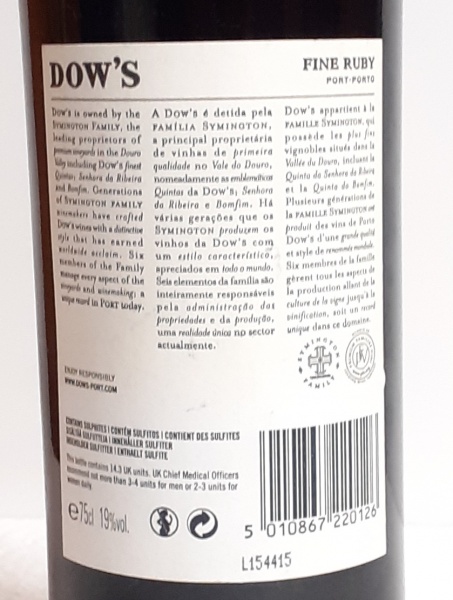 DOW'S
FINE RUBY
PORT-PORTO
Dow's is owned by the
SYMINGTON FAMILY, the
leading proprietors of
premium vineyards in the Douro
Valley including Dow's finest
Quintas, Senhora da Ribeira
and Bomfim. Generations
of SYMINGTON FAMILY
winemakers have crafted
Dow's wines with a distinctive
style that has earned
worldwide acclaim. Six
members of the Family
manage every aspect of the
vineyards and winemaking; a
unique record in PORT today.
A Dow's é detida pela
FAMÍLIA SYMINGTON,
a principal proprietária
de vinhas de primeira
qualidade no Vale do Douro,
nomeadamente as emblemáticas
Quintas da DOW's; Senhora
da Ribeira e Bomfim. Há
várias gerações que os
SYMINGTON produzem os
vinhos da DOW's com
um estilo característico,
apreciados em todo o mundo.
Seis elementos da família são
inteiramente responsáveis
pela administração das
propriedades e da produção,
uma realidade única no sector
actualmente.
Dow's appartient à la
FAMILLE SYMINGTON, qui
possède les plus fins
vignobles situés dans la
Vallée du Douro, incluant la
Quinta da Senhora da Ribeira
et la Quinta do Bomfim.
Plusieurs générations de
la FAMILLE SYMINGTON ont
produit des vins de Porto
Dow's d'une grande qualité
et style de renommée mondiale.
Six membres de la famille
gèrent tous les aspects de
la production allant de la
culture de la vigne jusqu'à la
vinification, soit un record
unique dans ce domaine.
SYMINGTON
FAMILY
ENJOY RESPONSIBLY
WWW.DOWS-PORT.COM
CONTAINS SULPHITES | CONTÉM SULFITOS | CONTIENT DES SULFITES
SISÄLTÄÄ SULFIITTEJA | INNEHÅLLER SULFITER
INDEHOLDER SULFITTER | ENTHAELT SULFITE
This bottle contains 14.3 UK units. UK Chief Medical Officers
recommend not more than 3-4 units for men or 2-3 units for
women daily.
e 75cl 19%vol.
5 010867 220126
L154415